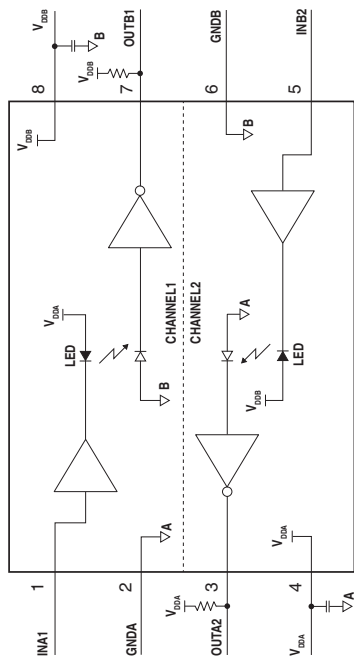 V_DDB
INA1 1 8 V_DDB
V_DDA
LED
V_DDB B
2 7
GNDA OUTB1
A B
CHANNEL1
V_DDA
CHANNEL2
3 6
OUTA2 GNDB
A B
V_DDB
V_DDA
LED
V_DDA 4 5 INB2
A